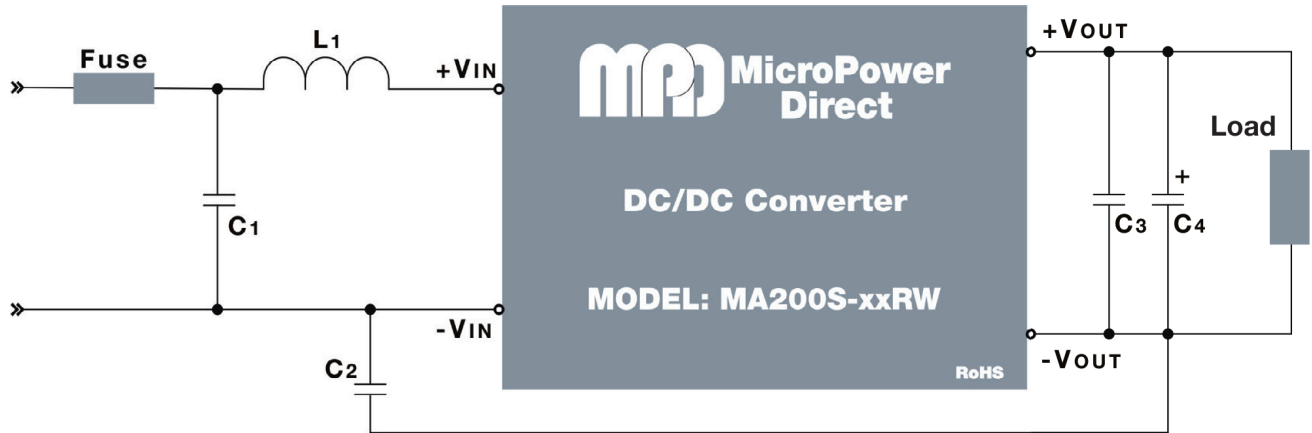 Fuse
L1
+VIN
C1
-VIN
C2
MPD
MicroPower
Direct
DC/DC Converter
MODEL: MA200S-xxRW
RoHS
+VOUT
Load
+
C3
C4
-VOUT